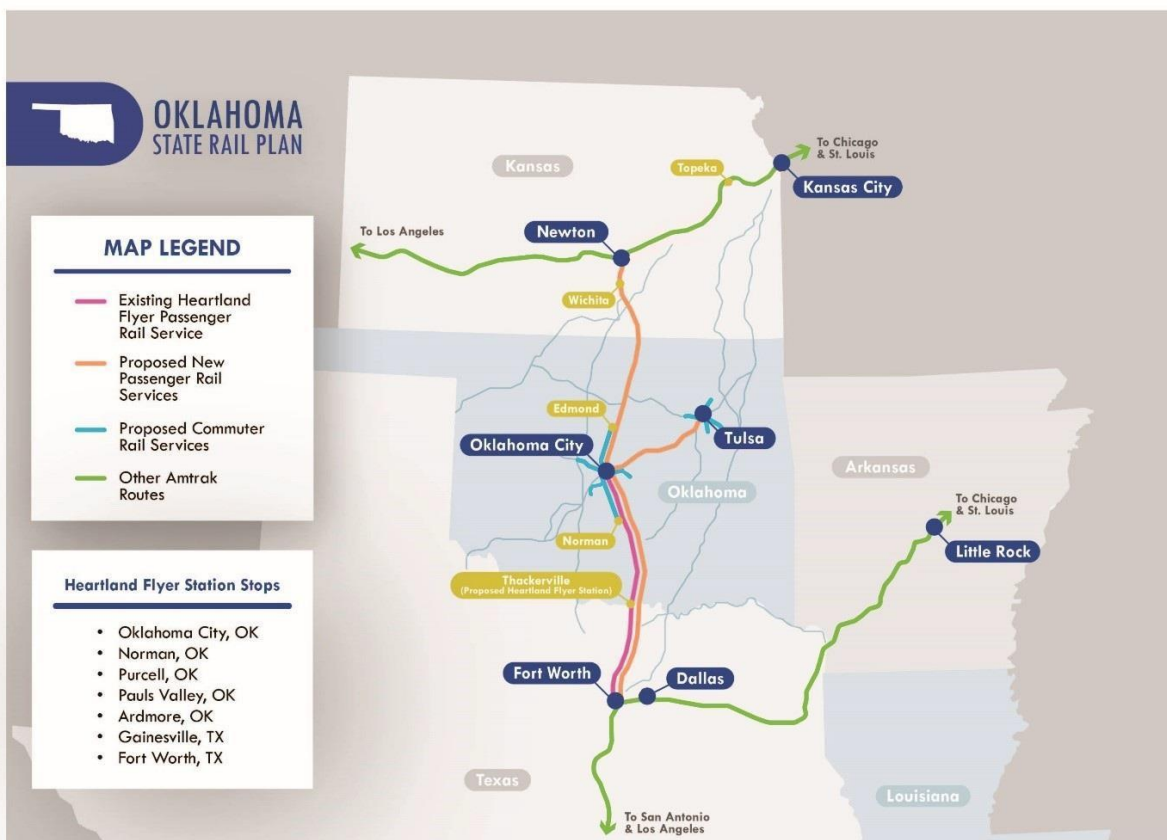 OKLAHOMA
STATE RAIL PLAN
MAP LEGEND
Existing Heartland
Flyer Passenger
Rail Service
Proposed New
Passenger Rail
Services
Proposed Commuter
Rail Services
Other Amtrak
Routes
Heartland Flyer Station Stops
• Oklahoma City, OK
• Norman, OK
• Purcell, OK
• Pauls Valley, OK
• Ardmore, OK
• Gainesville, TX
• Fort Worth, TX
To Chicago
& St. Louis
Kansas
Topeka
Kansas City
To Los Angeles
Newton
Wichita
Edmond
Oklahoma City
Tulsa
Arkansas
Oklahoma
To Chicago
& St. Louis
Norman
Little Rock
Thackerville
(Proposed Heartland Flyer Station)
Fort Worth
Dallas
Texas
Louisiana
To San Antonio
& Los Angeles